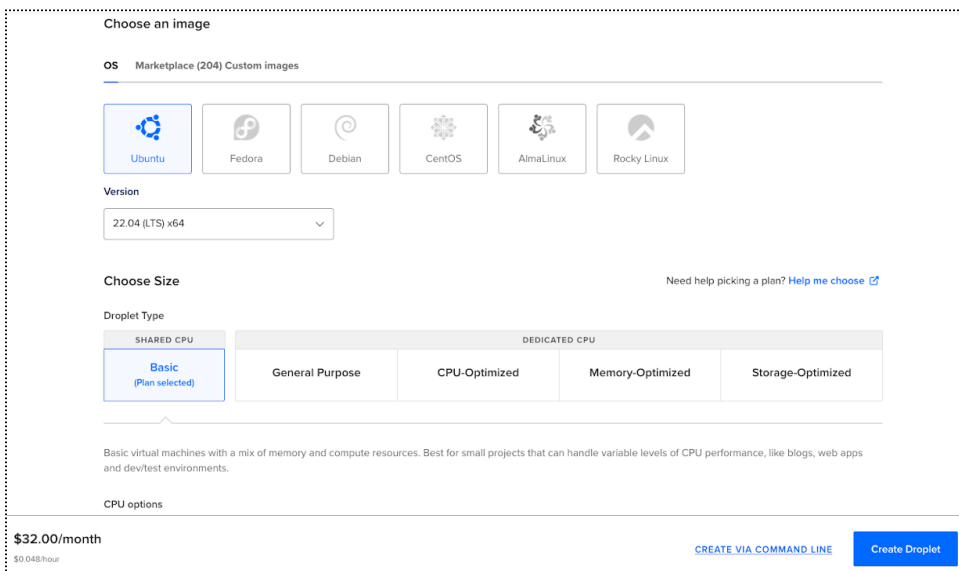 Choose an image
OS Marketplace (204) Custom images
Ubuntu Fedora Debian CentOS AlmaLinux Rocky Linux
Version
22.04 (LTS) x64
Choose Size
Need help picking a plan? Help me choose
Droplet Type
SHARED CPU DEDICATED CPU
Basic
(Plan selected)
General Purpose CPU-Optimized Memory-Optimized Storage-Optimized
Basic virtual machines with a mix of memory and compute resources. Best for small projects that can handle variable levels of CPU performance, like blogs, web apps
and dev/test environments.
CPU options
$32.00/month
$0.048/hour
CREATE VIA COMMAND LINE
Create Droplet